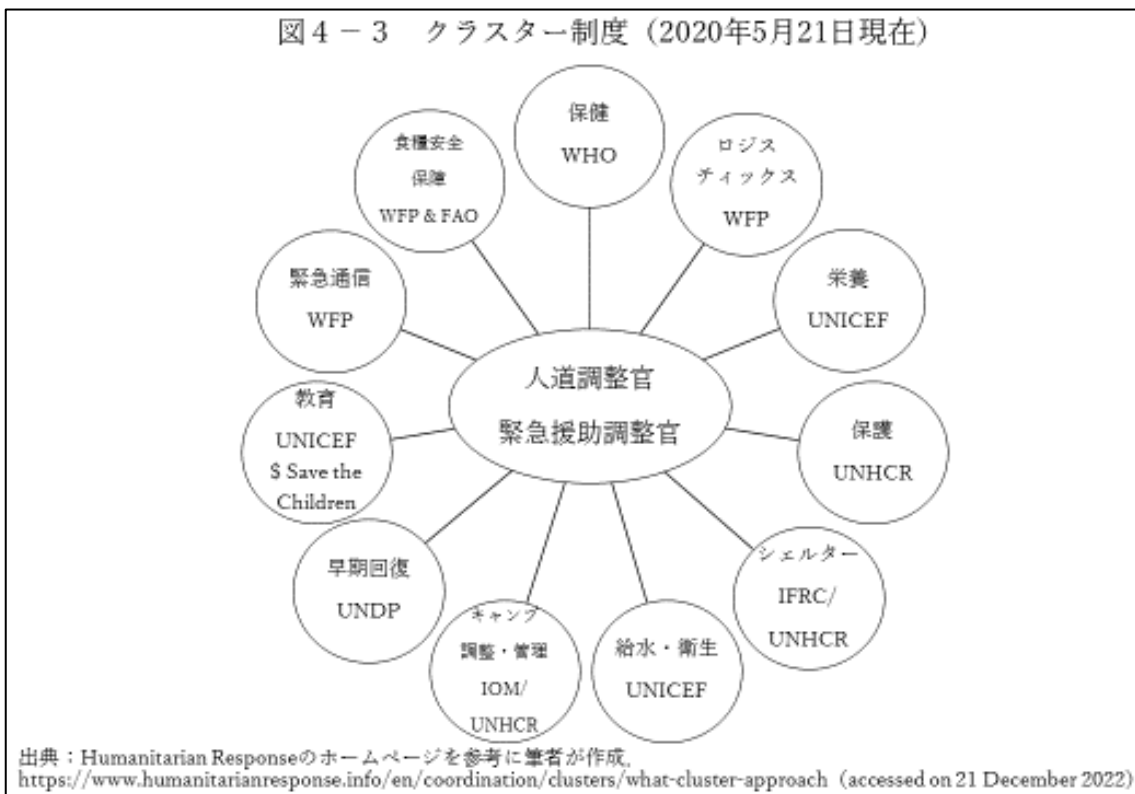 図４－３　クラスター制度（2020年5月21日現在）
保健
WHO
ロジス
ティックス
WFP
栄養
UNICEF
保護
UNHCR
シェルター
IFRC/
UNHCR
給水・衛生
UNICEF
キャンプ
調整・管理
IOM/
UNHCR
早期回復
UNDP
教育
UNICEF
$ Save the
Children
緊急通信
WFP
食糧安全
保障
WFP & FAO
人道調整官
緊急援助調整官
出典：Humanitarian Responseのホームページを参考に筆者が作成.
https://www.humanitarianresponse.info/en/coordination/clusters/what-cluster-approach（accessed on 21 December 2022）